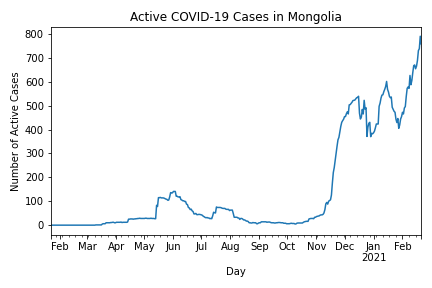 Active COVID-19 Cases in Mongolia
Number of Active Cases
800
700
600
500
400
300
200
100
0
Feb Mar Apr May Jun Jul Aug Sep Oct Nov Dec Jan Feb
2021
Day